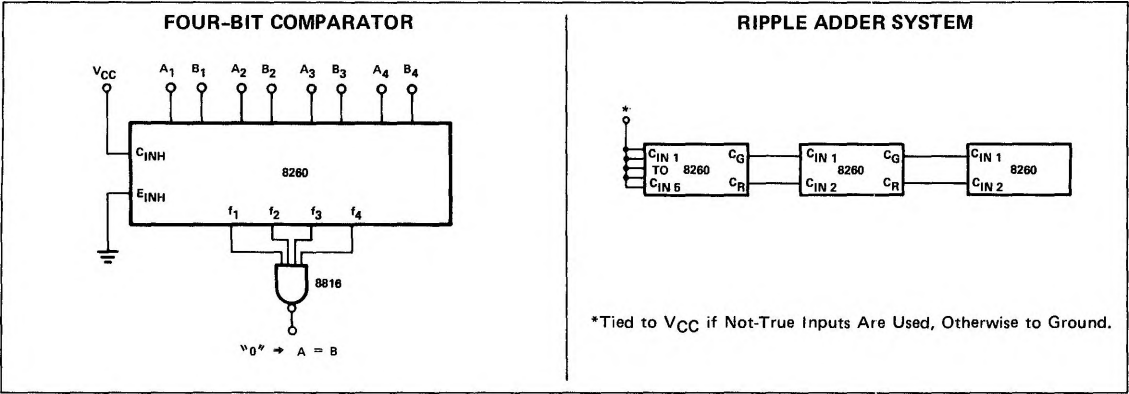 FOUR-BIT COMPARATOR
VCC A1 B1 A2 B2 A3 B3 A4 B4
CINH
8260
EINH
f1 f2 f3 f4
8816
"0" → A = B
RIPPLE ADDER SYSTEM
*
CIN 1 CG CIN 1 CG CIN 1
TO 8260 8260 8260
CIN 5 CR CIN 2 CR CIN 2
*Tied to VCC if Not-True Inputs Are Used, Otherwise to Ground.